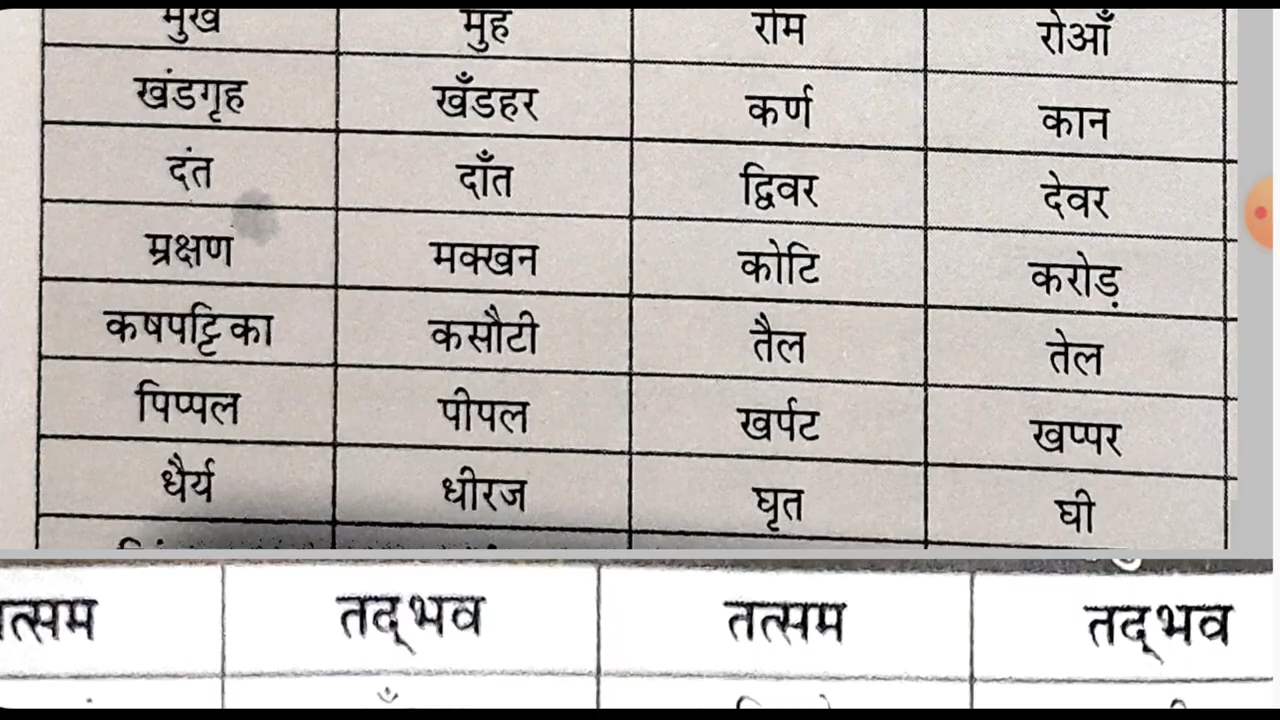 मुख मुँह रोम रोआँ
खंडगृह खँडहर कर्ण कान
दंत दाँत द्विवर देवर
म्रक्षण मक्खन कोटि करोड़
कषपट्टिका कसौटी तैल तेल
पिप्पल पीपल खर्पट खप्पर
धैर्य धीरज घृत घी
तत्सम तद्भव तत्सम तद्भव